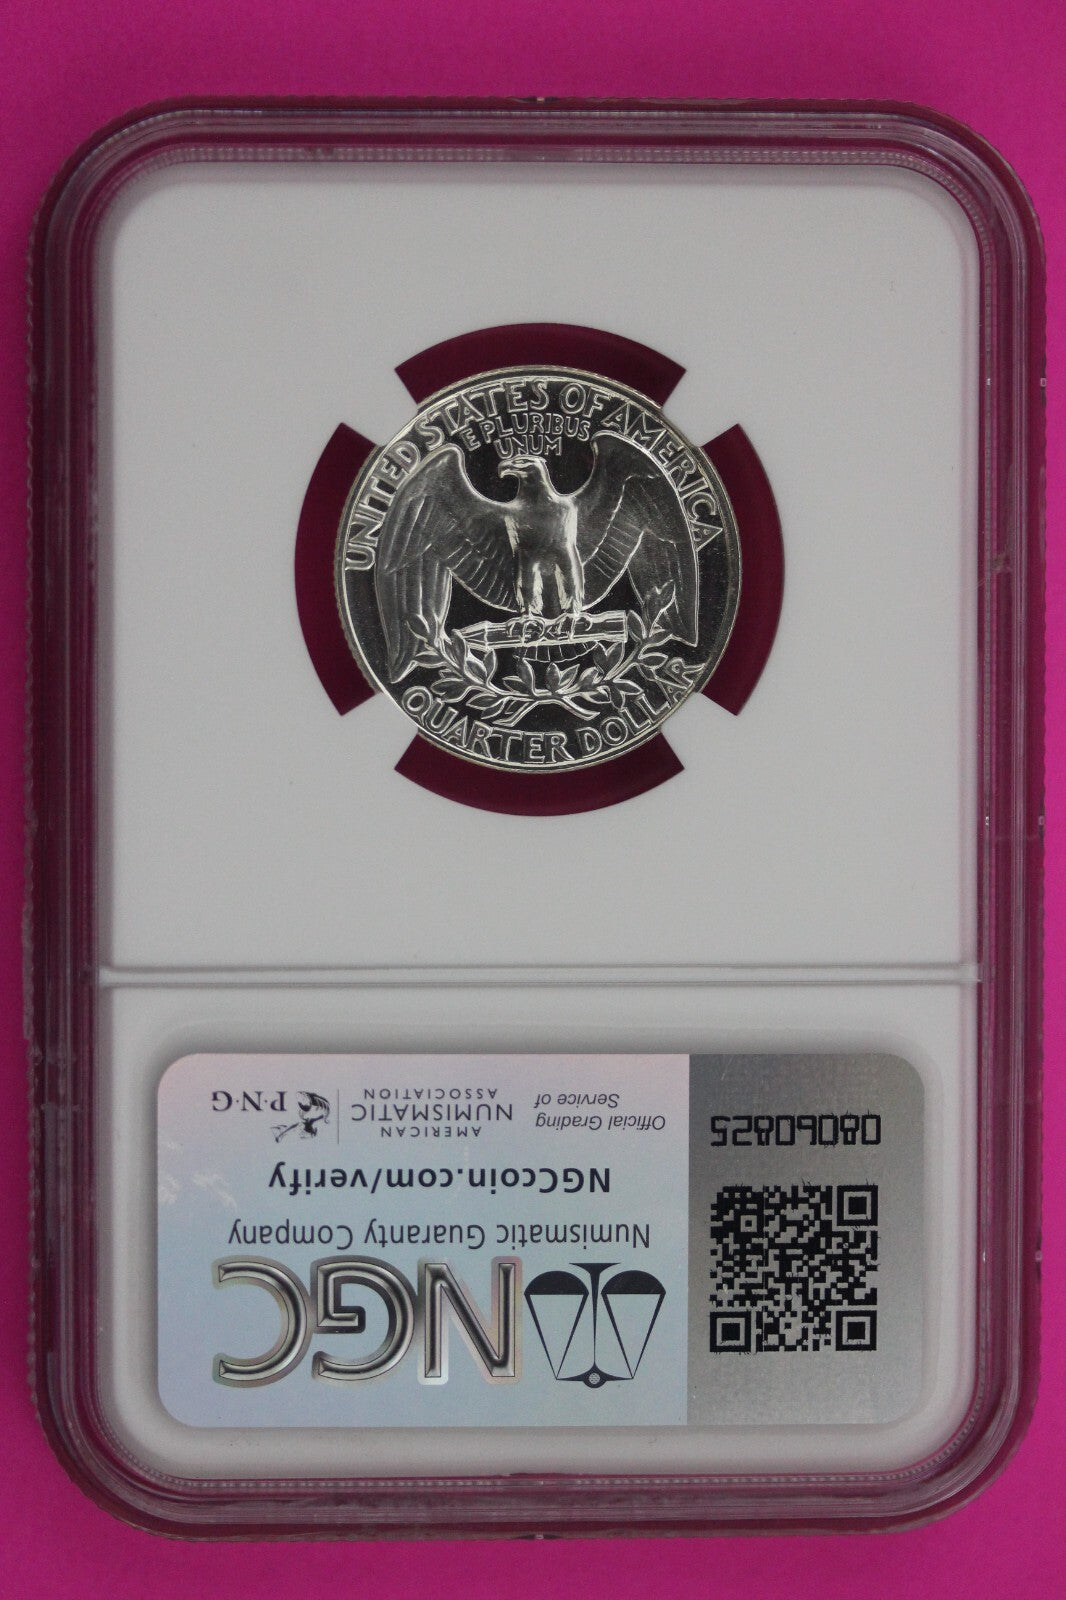 UNITED STATES OF AMERICA
E PLURIBUS
UNUM
QUARTER DOLLAR
NGC
Numismatic Guaranty Company
NGCcoin.com/verify
Official Grading
Service of
AMERICAN
NUMISMATIC
ASSOCIATION
P·N·G
08060825